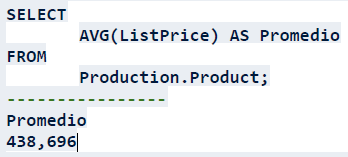 SELECT
AVG(ListPrice) AS Promedio
FROM
Production.Product;
----------------
Promedio
438,696